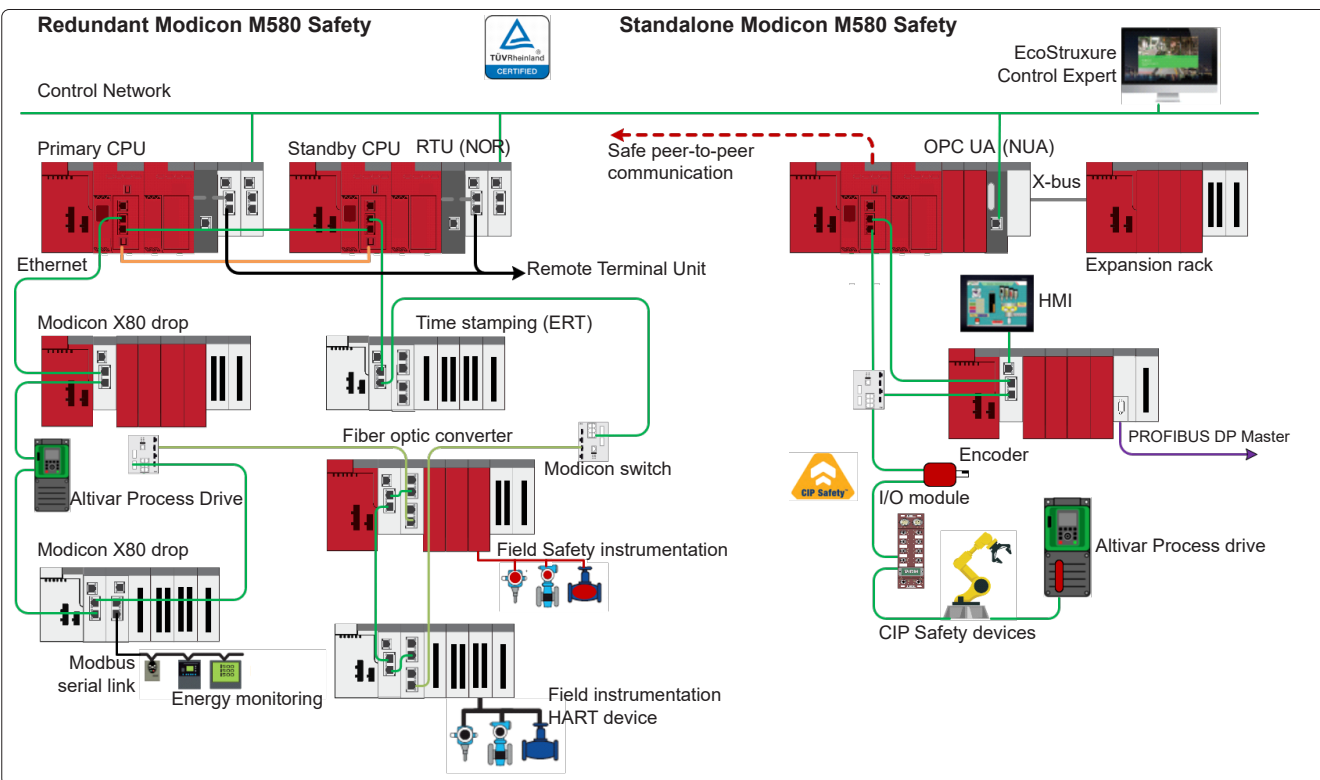 Redundant Modicon M580 Safety
TÜVRheinland
CERTIFIED
Standalone Modicon M580 Safety
EcoStruxure
Control Expert
Control Network
Primary CPU
Standby CPU
RTU (NOR)
Safe peer-to-peer
communication
OPC UA (NUA)
X-bus
Ethernet
Remote Terminal Unit
Expansion rack
HMI
Modicon X80 drop
Time stamping (ERT)
Fiber optic converter
Modicon switch
PROFIBUS DP Master
Encoder
Altivar Process Drive
CIP Safety™
I/O module
Modicon X80 drop
Field Safety instrumentation
Altivar Process drive
CIP Safety devices
Modbus
serial link
Energy monitoring
Field instrumentation
HART device